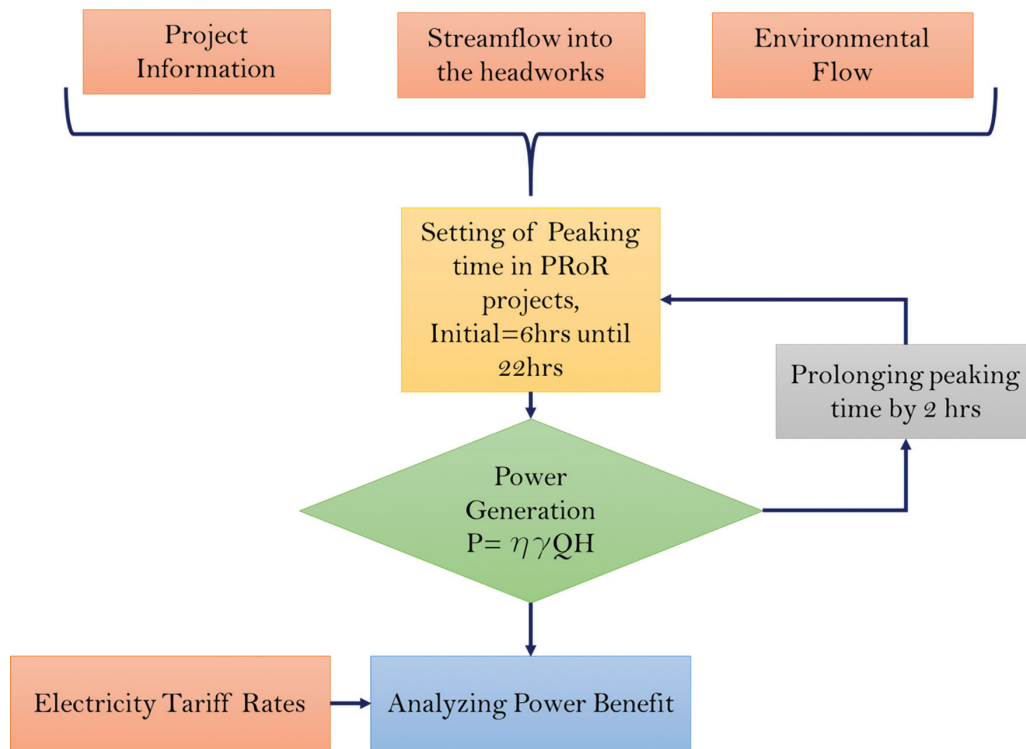 Project
Information
Streamflow into
the headworks
Environmental
Flow
Setting of Peaking
time in PRoR
projects,
Initial=6hrs until
22hrs
Prolonging peaking
time by 2 hrs
Power
Generation
P= ηγQH
Electricity Tariff Rates
Analyzing Power Benefit